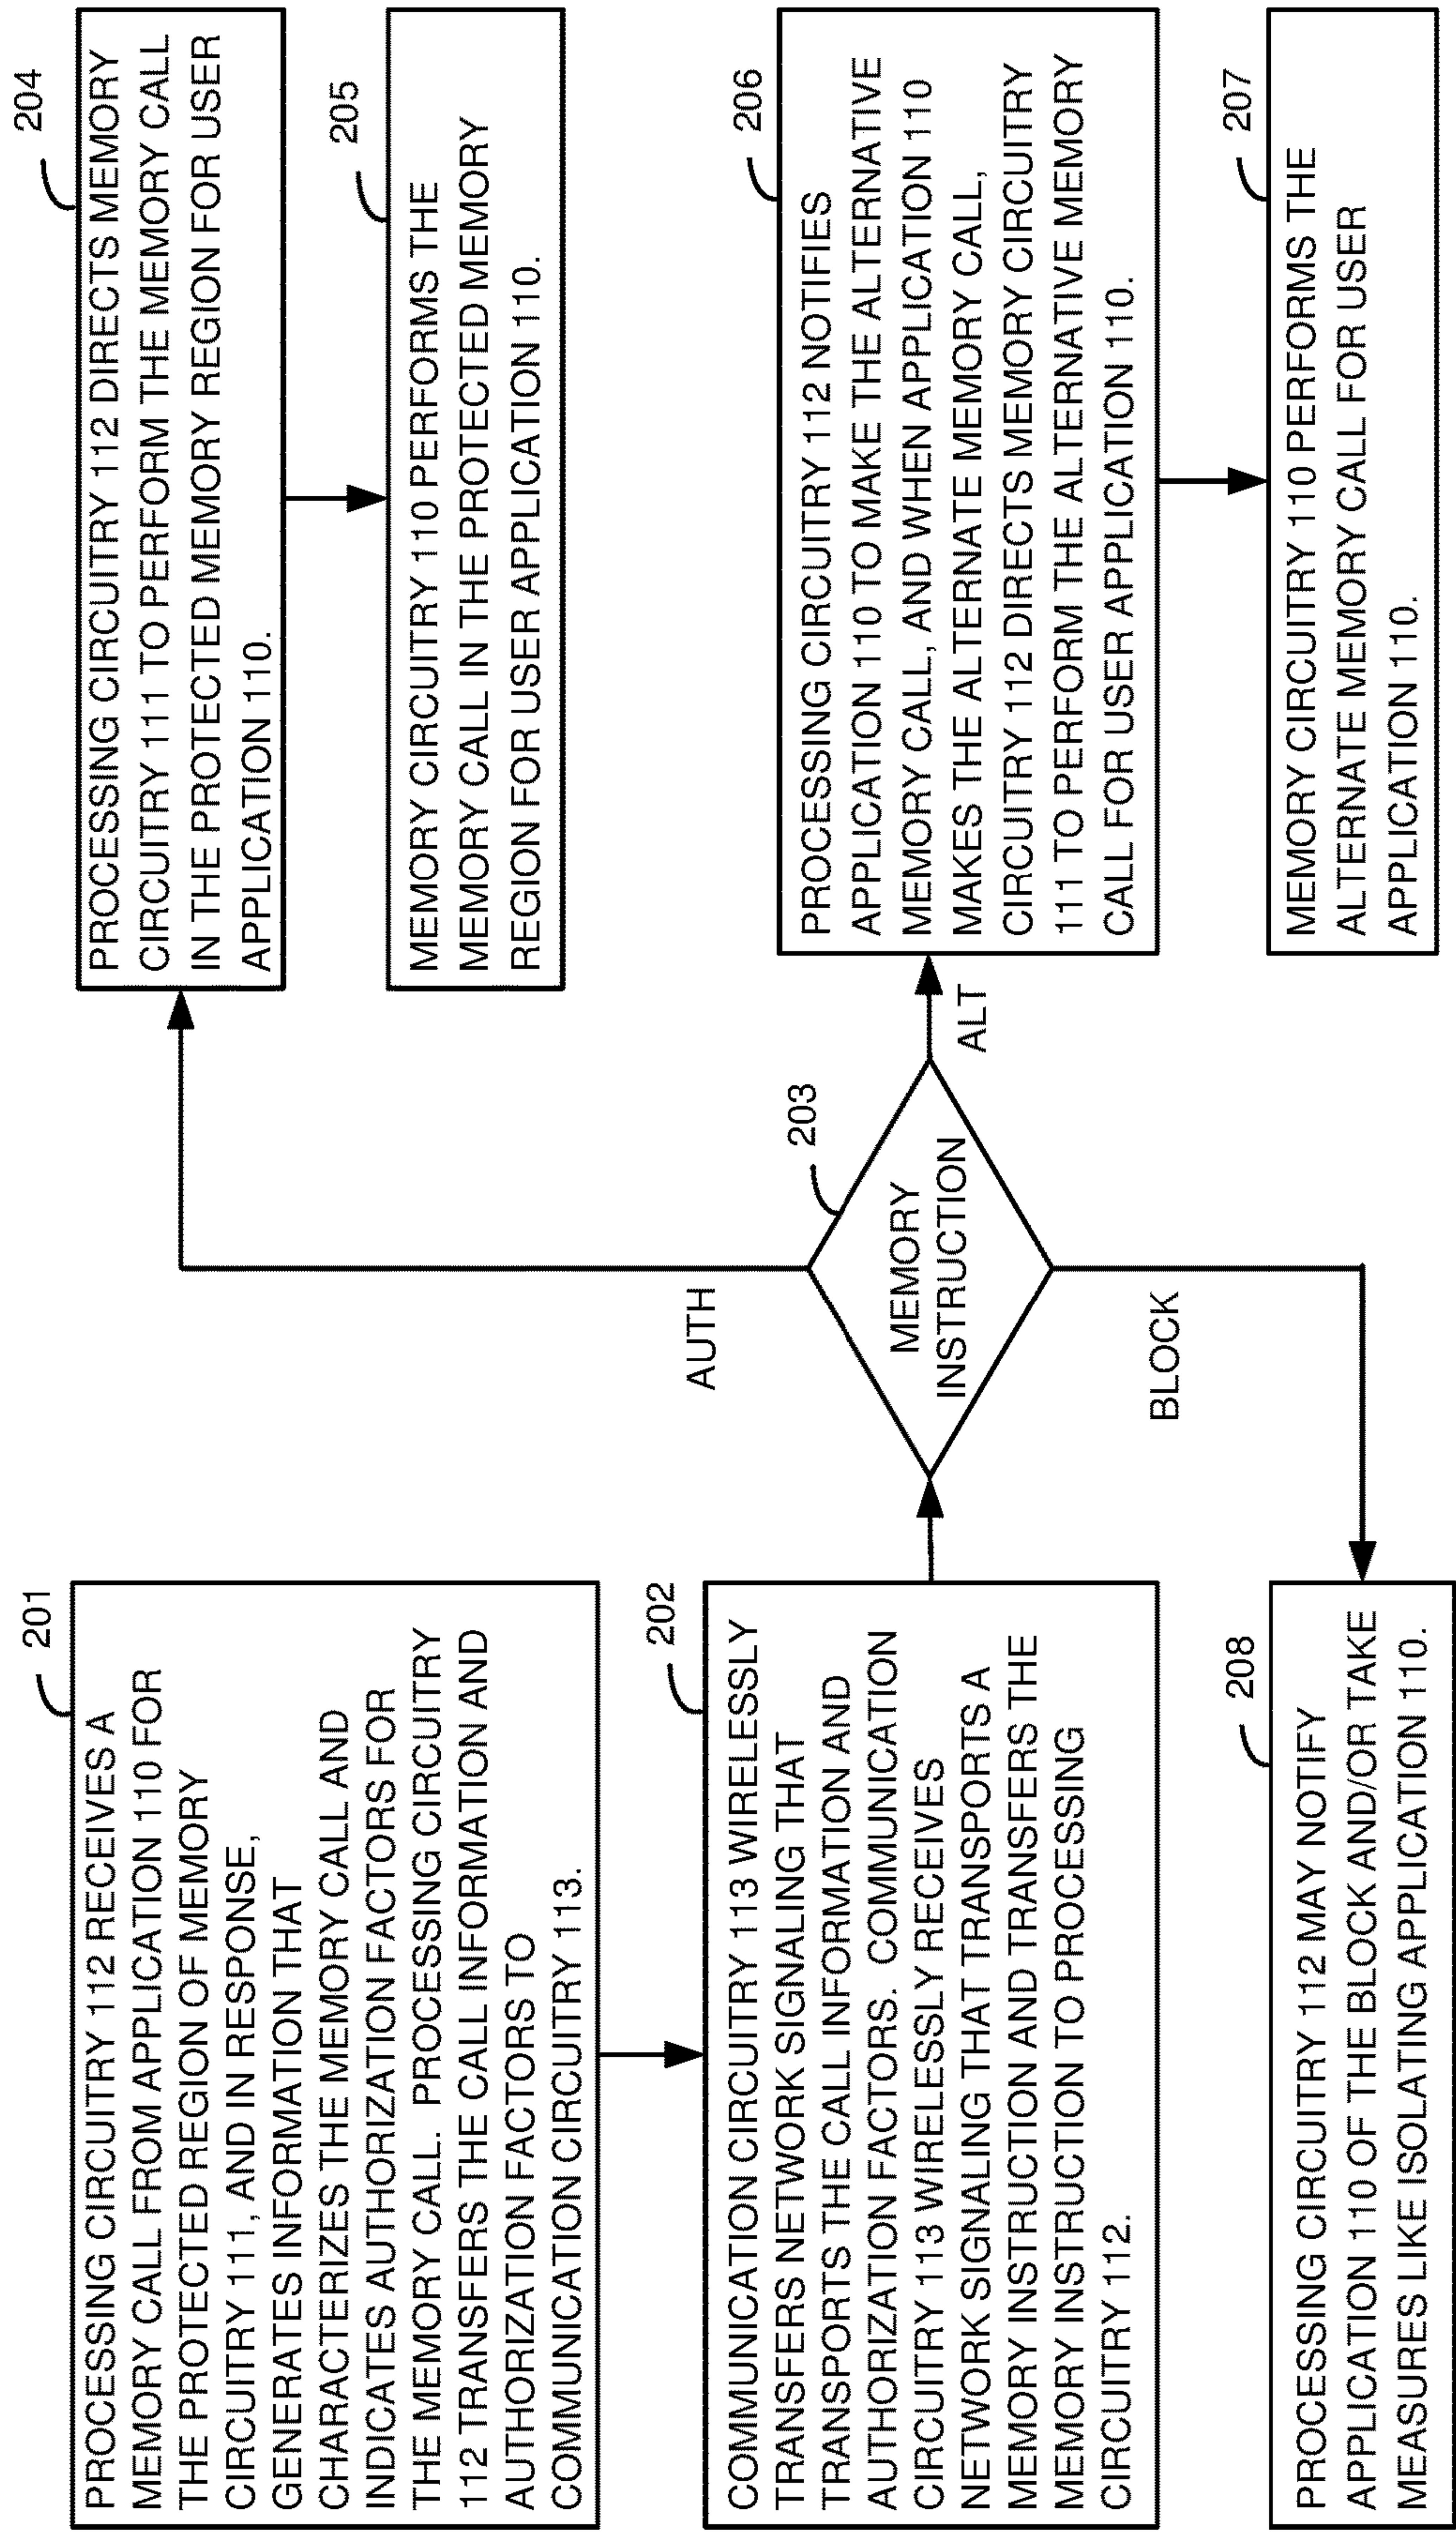 201
PROCESSING CIRCUITRY 112 RECEIVES A
MEMORY CALL FROM APPLICATION 110 FOR
THE PROTECTED REGION OF MEMORY
CIRCUITRY 111, AND IN RESPONSE,
GENERATES INFORMATION THAT
CHARACTERIZES THE MEMORY CALL AND
INDICATES AUTHORIZATION FACTORS FOR
THE MEMORY CALL. PROCESSING CIRCUITRY
112 TRANSFERS THE CALL INFORMATION AND
AUTHORIZATION FACTORS TO
COMMUNICATION CIRCUITRY 113.
202
COMMUNICATION CIRCUITRY 113 WIRELESSLY
TRANSFERS NETWORK SIGNALING THAT
TRANSPORTS THE CALL INFORMATION AND
AUTHORIZATION FACTORS. COMMUNICATION
CIRCUITRY 113 WIRELESSLY RECEIVES
NETWORK SIGNALING THAT TRANSPORTS A
MEMORY INSTRUCTION AND TRANSFERS THE
MEMORY INSTRUCTION TO PROCESSING
CIRCUITRY 112.
203
MEMORY
INSTRUCTION
AUTH
ALT
BLOCK
204
PROCESSING CIRCUITRY 112 DIRECTS MEMORY
CIRCUITRY 111 TO PERFORM THE MEMORY CALL
IN THE PROTECTED MEMORY REGION FOR USER
APPLICATION 110.
205
MEMORY CIRCUITRY 110 PERFORMS THE
MEMORY CALL IN THE PROTECTED MEMORY
REGION FOR USER APPLICATION 110.
206
PROCESSING CIRCUITRY 112 NOTIFIES
APPLICATION 110 TO MAKE THE ALTERNATIVE
MEMORY CALL, AND WHEN APPLICATION 110
MAKES THE ALTERNATE MEMORY CALL,
CIRCUITRY 112 DIRECTS MEMORY CIRCUITRY
111 TO PERFORM THE ALTERNATIVE MEMORY
CALL FOR USER APPLICATION 110.
207
MEMORY CIRCUITRY 110 PERFORMS THE
ALTERNATE MEMORY CALL FOR USER
APPLICATION 110.
208
PROCESSING CIRCUITRY 112 MAY NOTIFY
APPLICATION 110 OF THE BLOCK AND/OR TAKE
MEASURES LIKE ISOLATING APPLICATION 110.